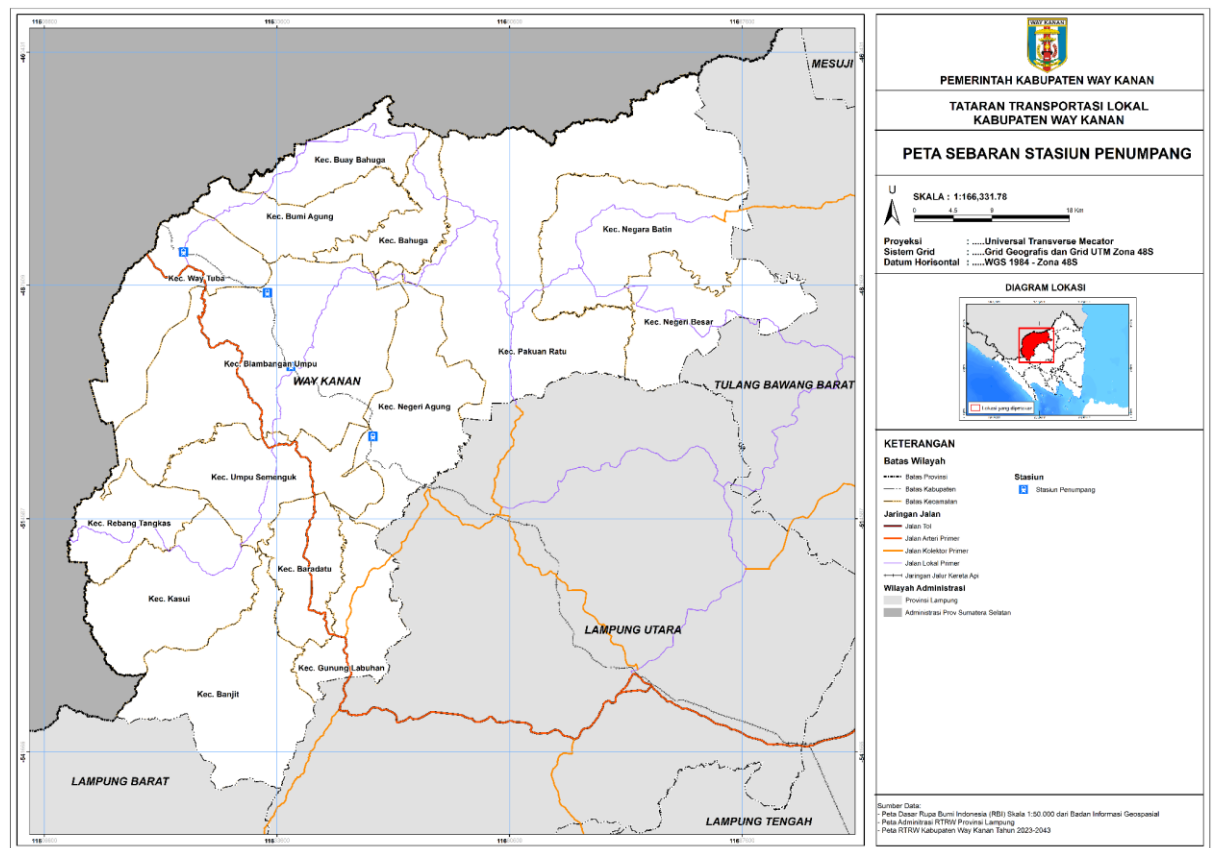 WAY KANAN
PEMERINTAH KABUPATEN WAY KANAN
TATARAN TRANSPORTASI LOKAL
KABUPATEN WAY KANAN
PETA SEBARAN STASIUN PENUMPANG
U
SKALA : 1:166,331.78
0 4.5 9 18 Km
Proyeksi : .....Universal Transverse Mecator
Sistem Grid : .....Grid Geografis dan Grid UTM Zona 48S
Datum Horisontal : .....WGS 1984 - Zona 48S
DIAGRAM LOKASI
KETERANGAN
Batas Wilayah
Batas Provinsi
Batas Kabupaten
Batas Kecamatan
Jaringan Jalan
Jalan Tol
Jalan Arteri Primer
Jalan Kolektor Primer
Jalan Lokal Primer
Jaringan Jalur Kereta Api
Wilayah Administrasi
Provinsi Lampung
Administrasi Prov Sumatera Selatan
Stasiun
Stasiun Penumpang
Sumber Data:
- Peta Dasar Rupa Bumi Indonesia (RBI) Skala 1:50.000 dari Badan Informasi Geospasial
- Peta Adminitrasi RTRW Provinsi Lampung
- Peta RTRW Kabupaten Way Kanan Tahun 2023-2043
MESUJI
Kec. Buay Bahuga
Kec. Bumi Agung
Kec. Bahuga
Kec. Negara Batin
Kec. Way Tuba
Kec. Negeri Besar
Kec. Pakuan Ratu
Kec. Blambangan Umpu
WAY KANAN
TULANG BAWANG BARAT
Kec. Negeri Agung
Kec. Umpu Semenguk
Kec. Rebang Tangkas
Kec. Baradatu
Kec. Kasui
LAMPUNG UTARA
Kec. Gunung Labuhan
Kec. Banjit
LAMPUNG BARAT
LAMPUNG TENGAH